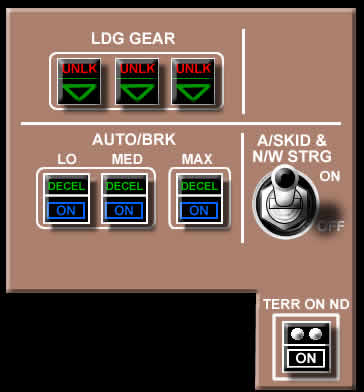 LDG GEAR
UNLK UNLK UNLK
AUTO/BRK
LO MED MAX
DECEL DECEL DECEL
ON ON ON
A/SKID &
N/W STRG
ON
OFF
TERR ON ND
ON